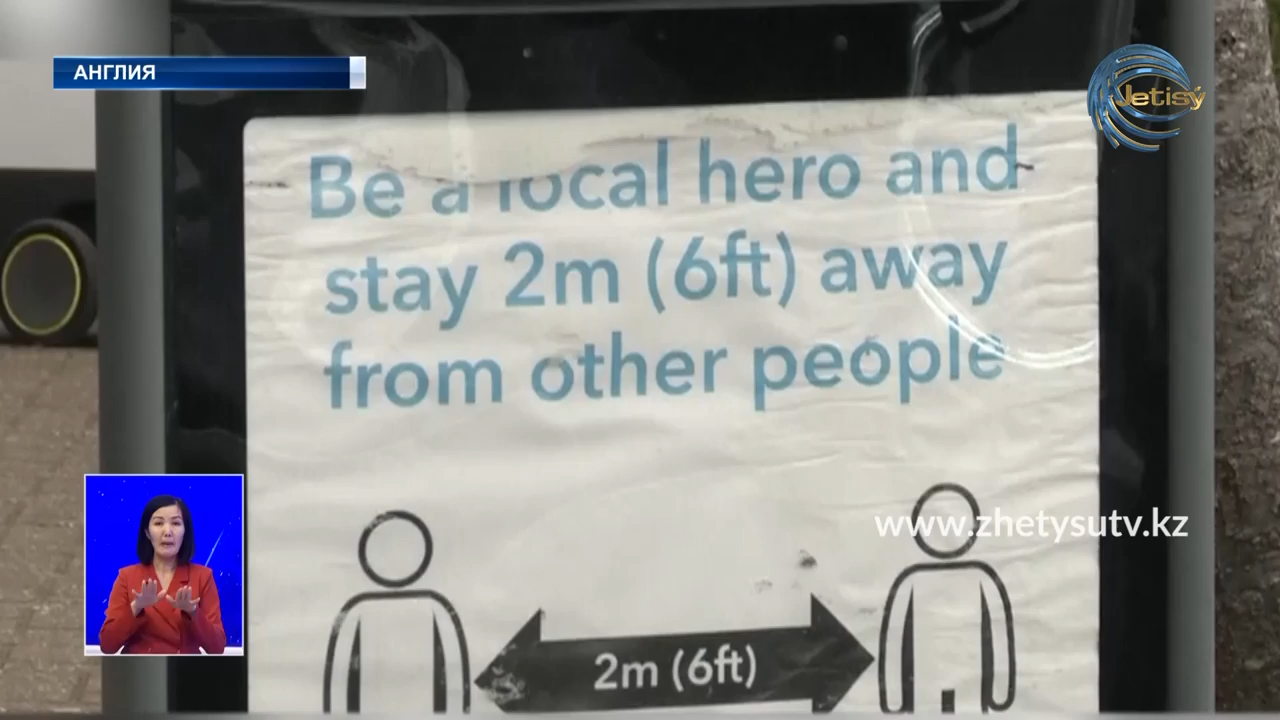 АНГЛИЯ
Jetisý
Be a local hero and
stay 2m (6ft) away
from other people
www.zhetysutv.kz
2m (6ft)